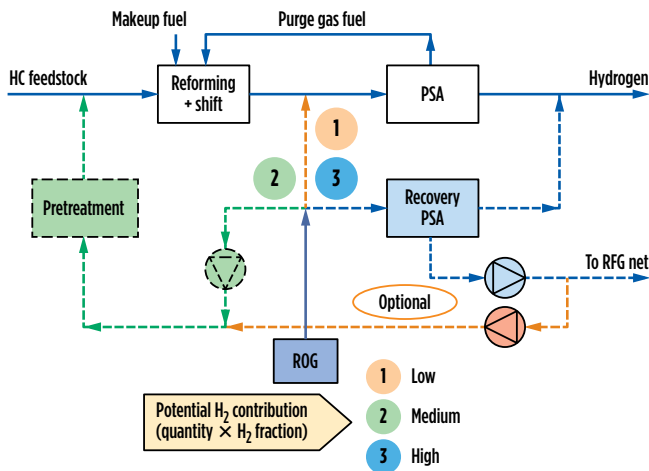 Makeup fuel
Purge gas fuel
HC feedstock
Reforming
+ shift
PSA
Hydrogen
1
2
3
Pretreatment
Recovery
PSA
To RFG net
Optional
ROG
1 Low
Potential H₂ contribution
(quantity × H₂ fraction)
2 Medium
3 High